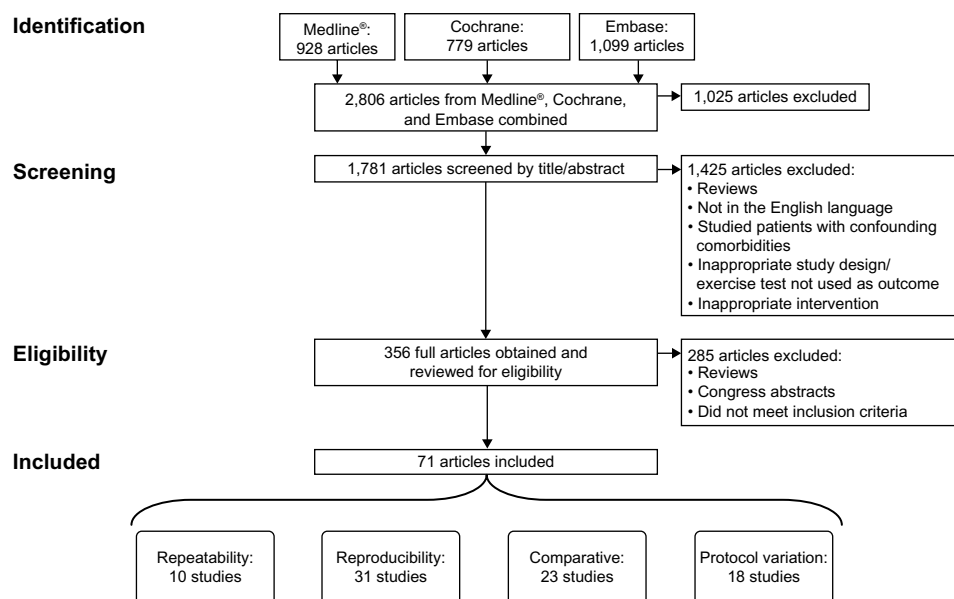 Identification
Medline®:
928 articles
Cochrane:
779 articles
Embase:
1,099 articles
2,806 articles from Medline®, Cochrane,
and Embase combined
1,025 articles excluded
Screening
1,781 articles screened by title/abstract
1,425 articles excluded:
• Reviews
• Not in the English language
• Studied patients with confounding
comorbidities
• Inappropriate study design/
exercise test not used as outcome
• Inappropriate intervention
Eligibility
356 full articles obtained and
reviewed for eligibility
285 articles excluded:
• Reviews
• Congress abstracts
• Did not meet inclusion criteria
Included
71 articles included
Repeatability:
10 studies
Reproducibility:
31 studies
Comparative:
23 studies
Protocol variation:
18 studies